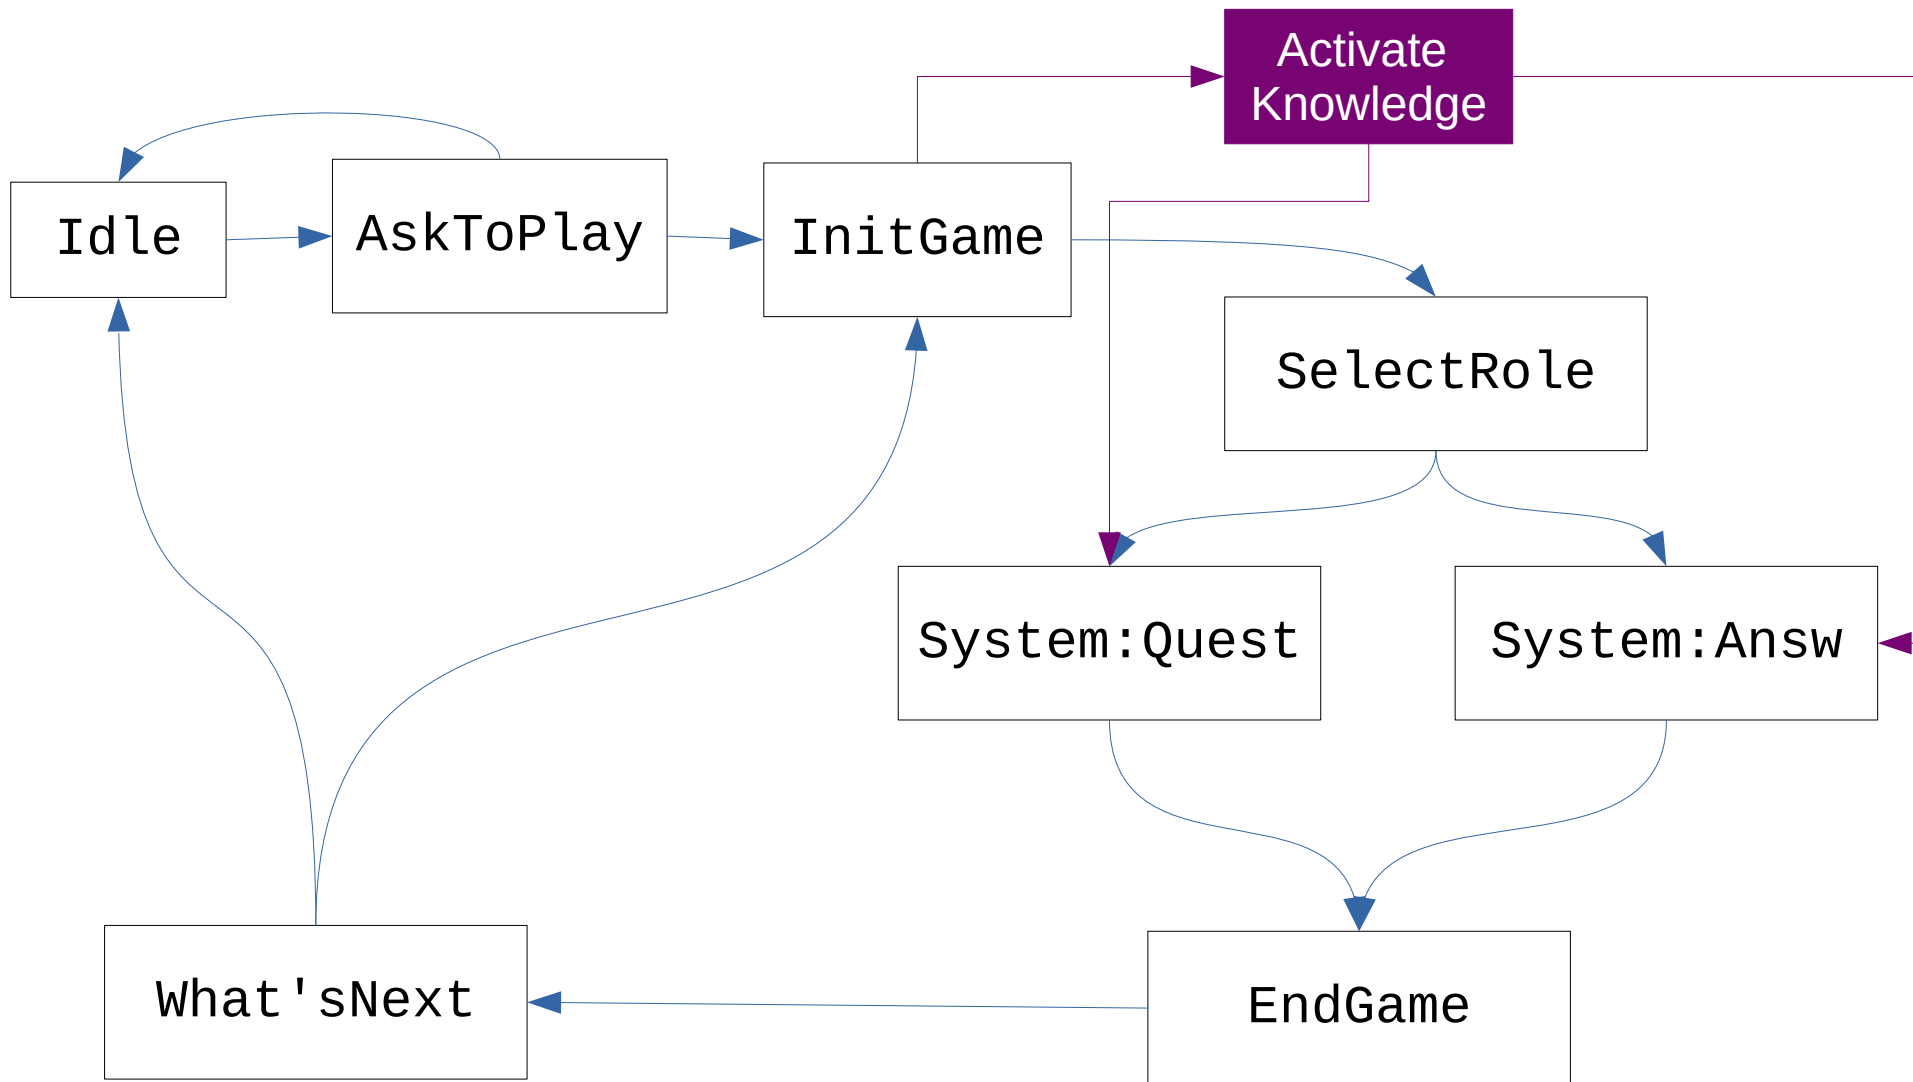 Activate
Knowledge
Idle
AskToPlay
InitGame
SelectRole
System:Quest
System:Answ
What'sNext
EndGame